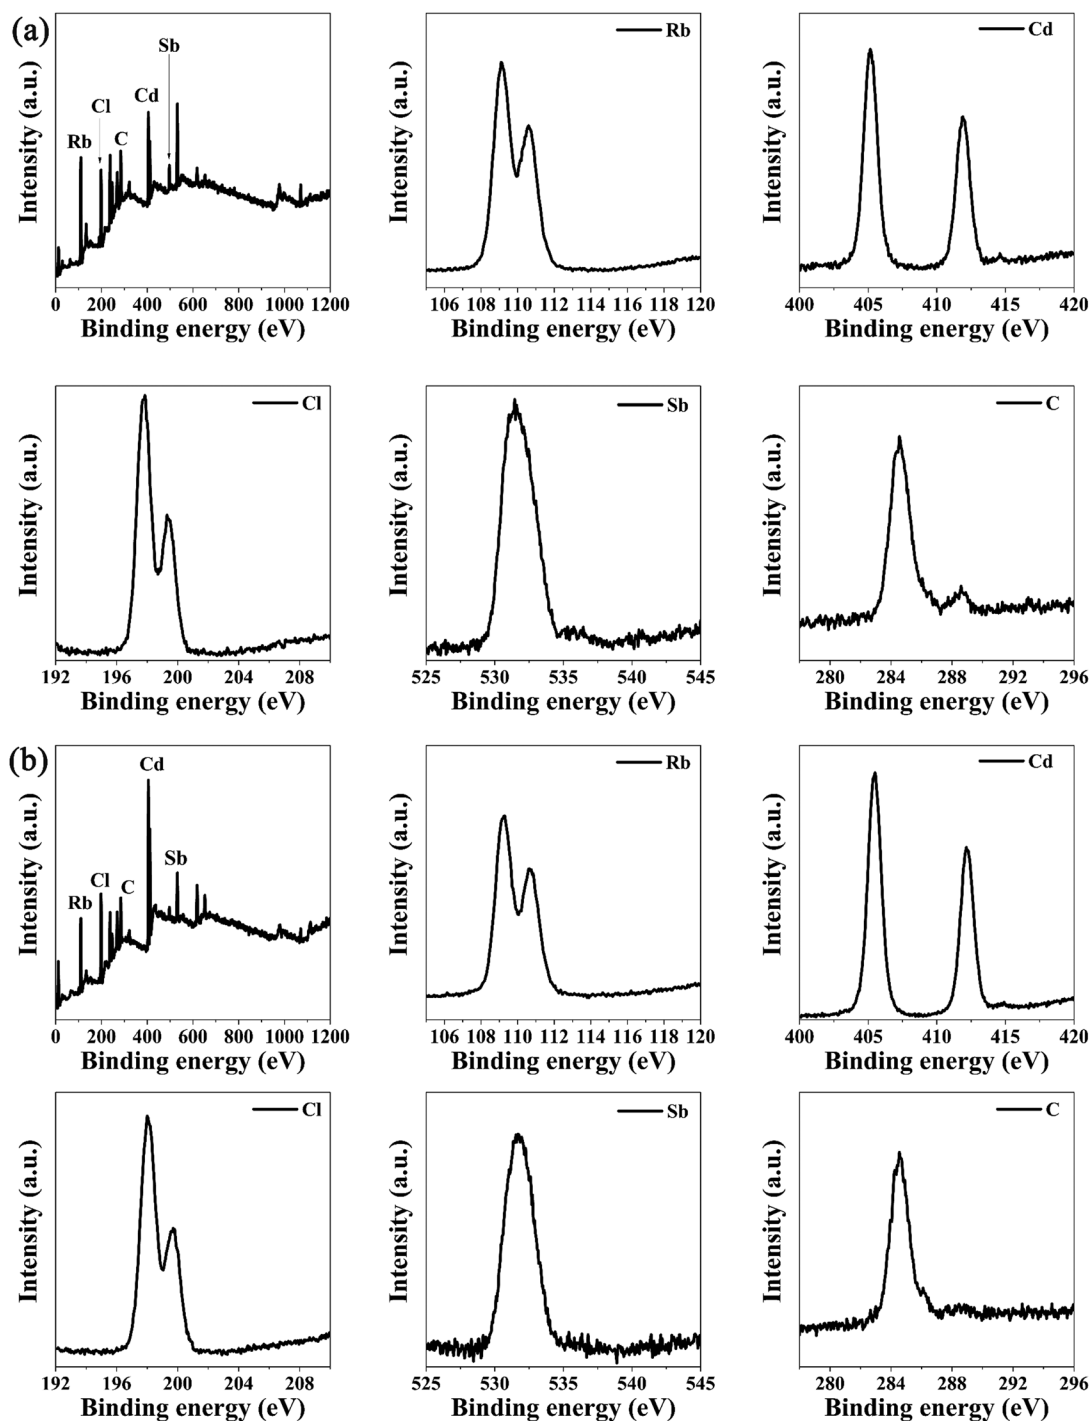 (a)
Intensity (a.u.)
Rb
Cl
C
Cd
Sb
0 200 400 600 800 1000 1200
Binding energy (eV)
Intensity (a.u.)
Rb
106 108 110 112 114 116 118 120
Binding energy (eV)
Intensity (a.u.)
Cd
400 405 410 415 420
Binding energy (eV)
Intensity (a.u.)
Cl
192 196 200 204 208
Binding energy (eV)
Intensity (a.u.)
Sb
525 530 535 540 545
Binding energy (eV)
Intensity (a.u.)
C
280 284 288 292 296
Binding energy (eV)
(b)
Intensity (a.u.)
Rb
Cl
C
Cd
Sb
0 200 400 600 800 1000 1200
Binding energy (eV)
Intensity (a.u.)
Rb
106 108 110 112 114 116 118 120
Binding energy (eV)
Intensity (a.u.)
Cd
400 405 410 415 420
Binding energy (eV)
Intensity (a.u.)
Cl
192 196 200 204 208
Binding energy (eV)
Intensity (a.u.)
Sb
525 530 535 540 545
Binding energy (eV)
Intensity (a.u.)
C
280 284 288 292 296
Binding energy (eV)